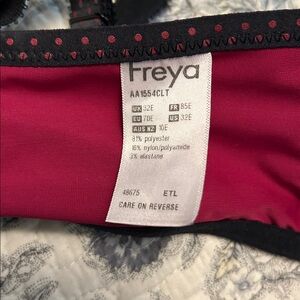 Freya
AA1554CLT
UK 32E FR 85E
EU 70E US 32E
AUS NZ 10E
81% polyester
16% nylon/polyamide
3% elastane
48675 ETL
CARE ON REVERSE